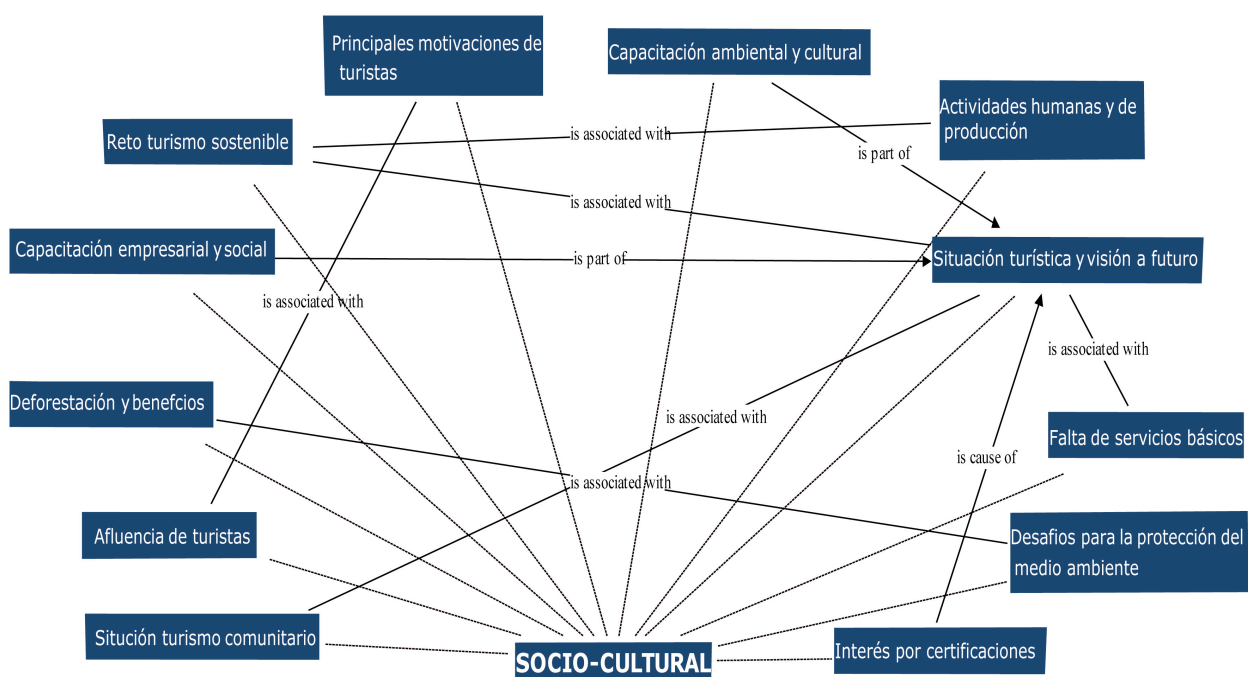 Principales motivaciones de
turistas
Capacitación ambiental y cultural
Actividades humanas y de
producción
Reto turismo sostenible
is associated with
is part of
is associated with
Capacitación empresarial y social
is part of
Situación turística y visión a futuro
is associated with
is associated with
Deforestación y benefcios
is associated with
Falta de servicios básicos
is cause of
is associated with
Afluencia de turistas
Desafios para la protección del
medio ambiente
Situción turismo comunitario
SOCIO-CULTURAL
Interés por certificaciones